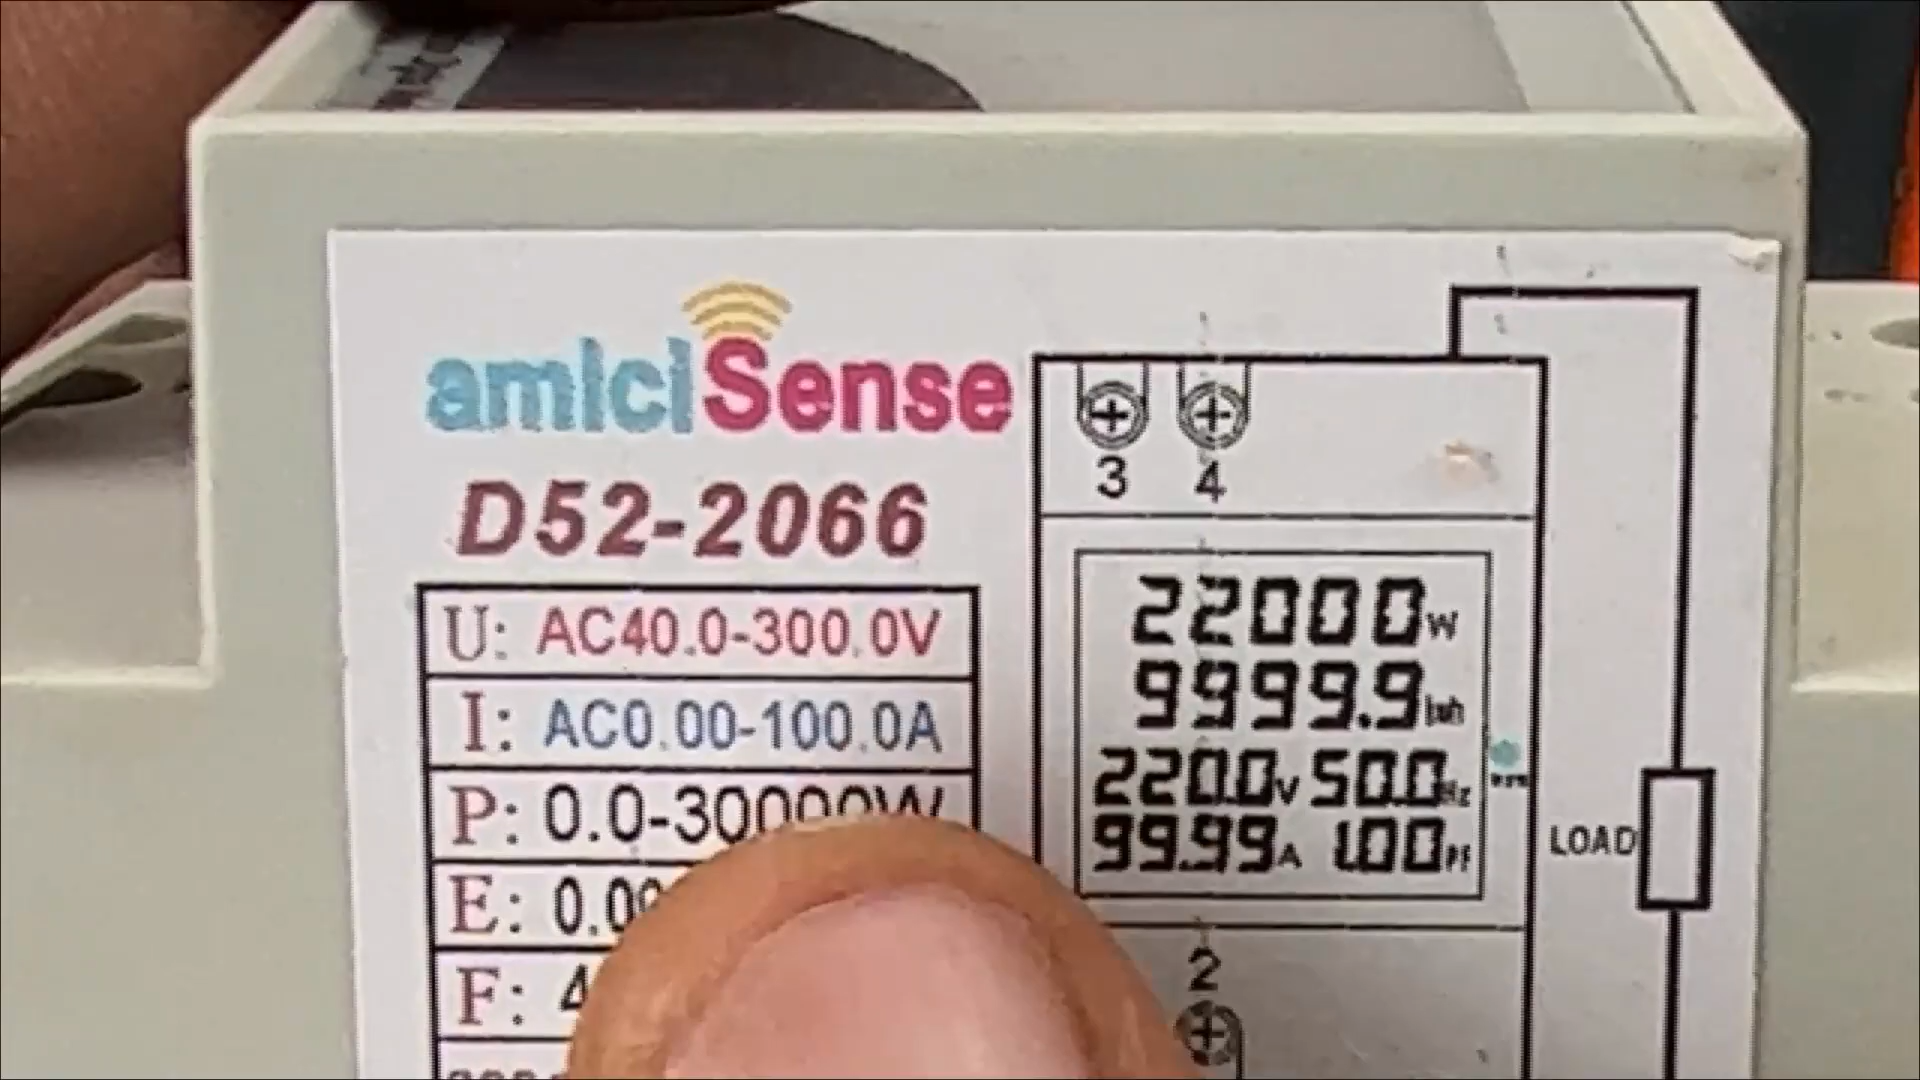 amiciSense
D52-2066
U: AC40.0-300.0V
I: AC0.00-100.0A
P: 0.0-30000W
E: 0.00
F: 4
3 4
22000W
9999.9kwh
220.0V 50.0Hz
99.99A 1.00PF
LOAD
2